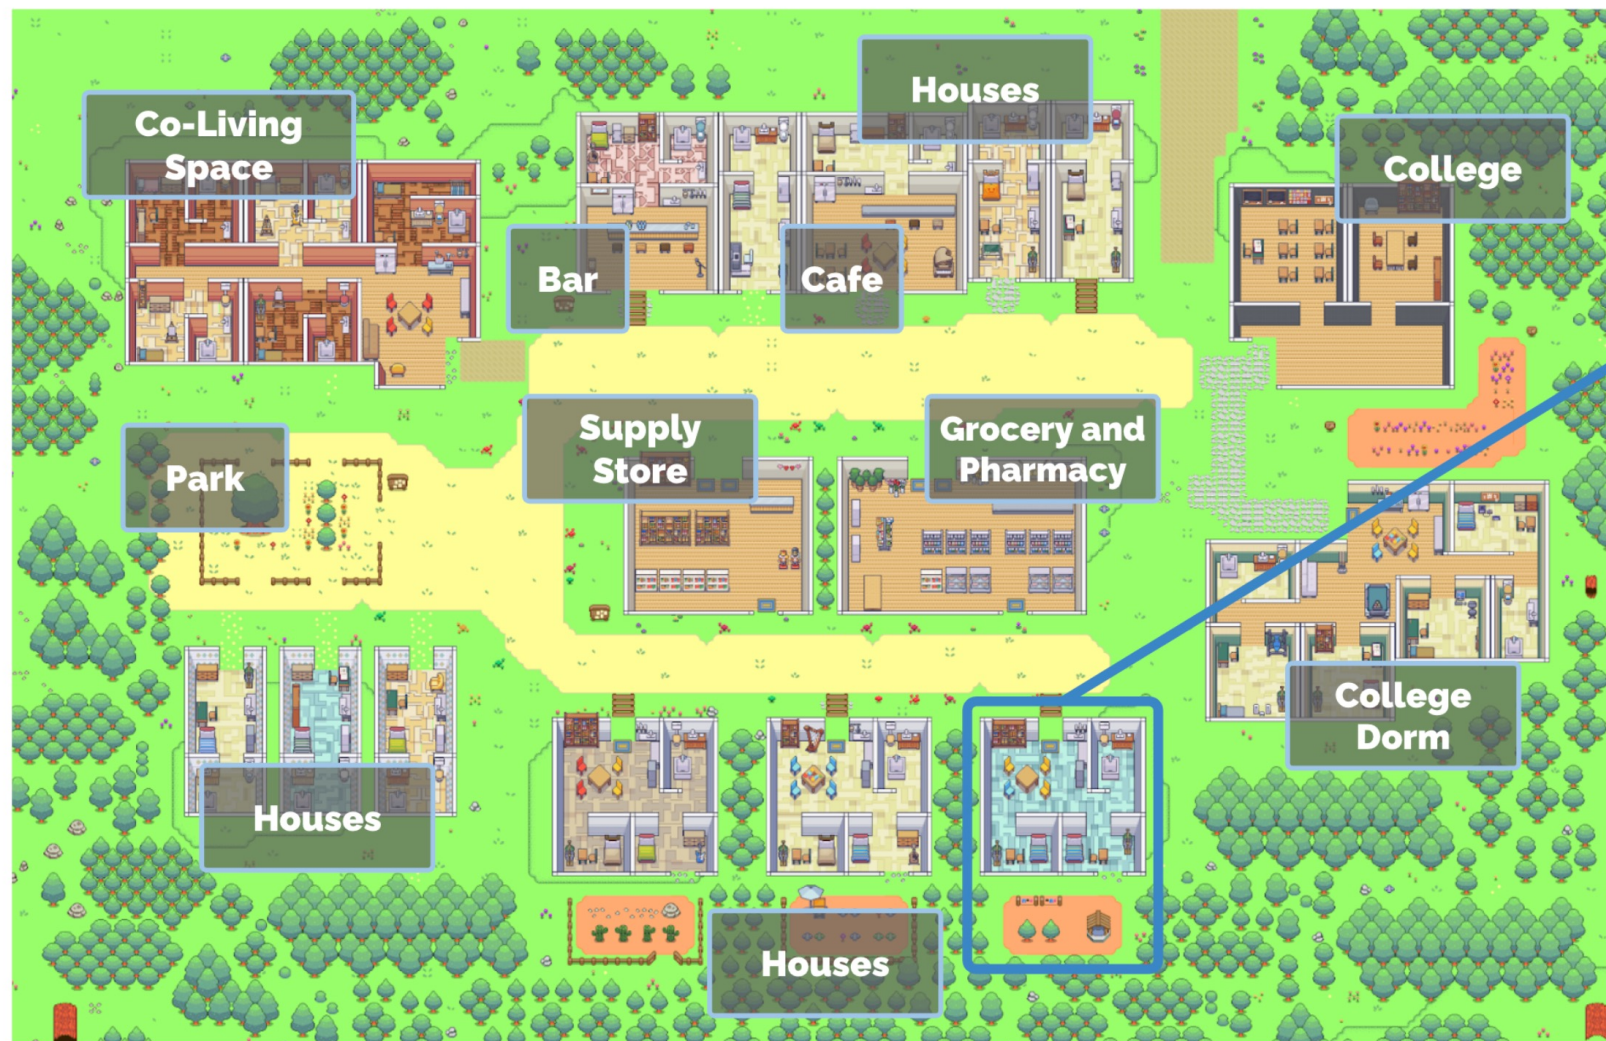 Houses
Co-Living
Space
College
Bar
Cafe
Supply
Store
Grocery and
Pharmacy
Park
College
Dorm
Houses
Houses